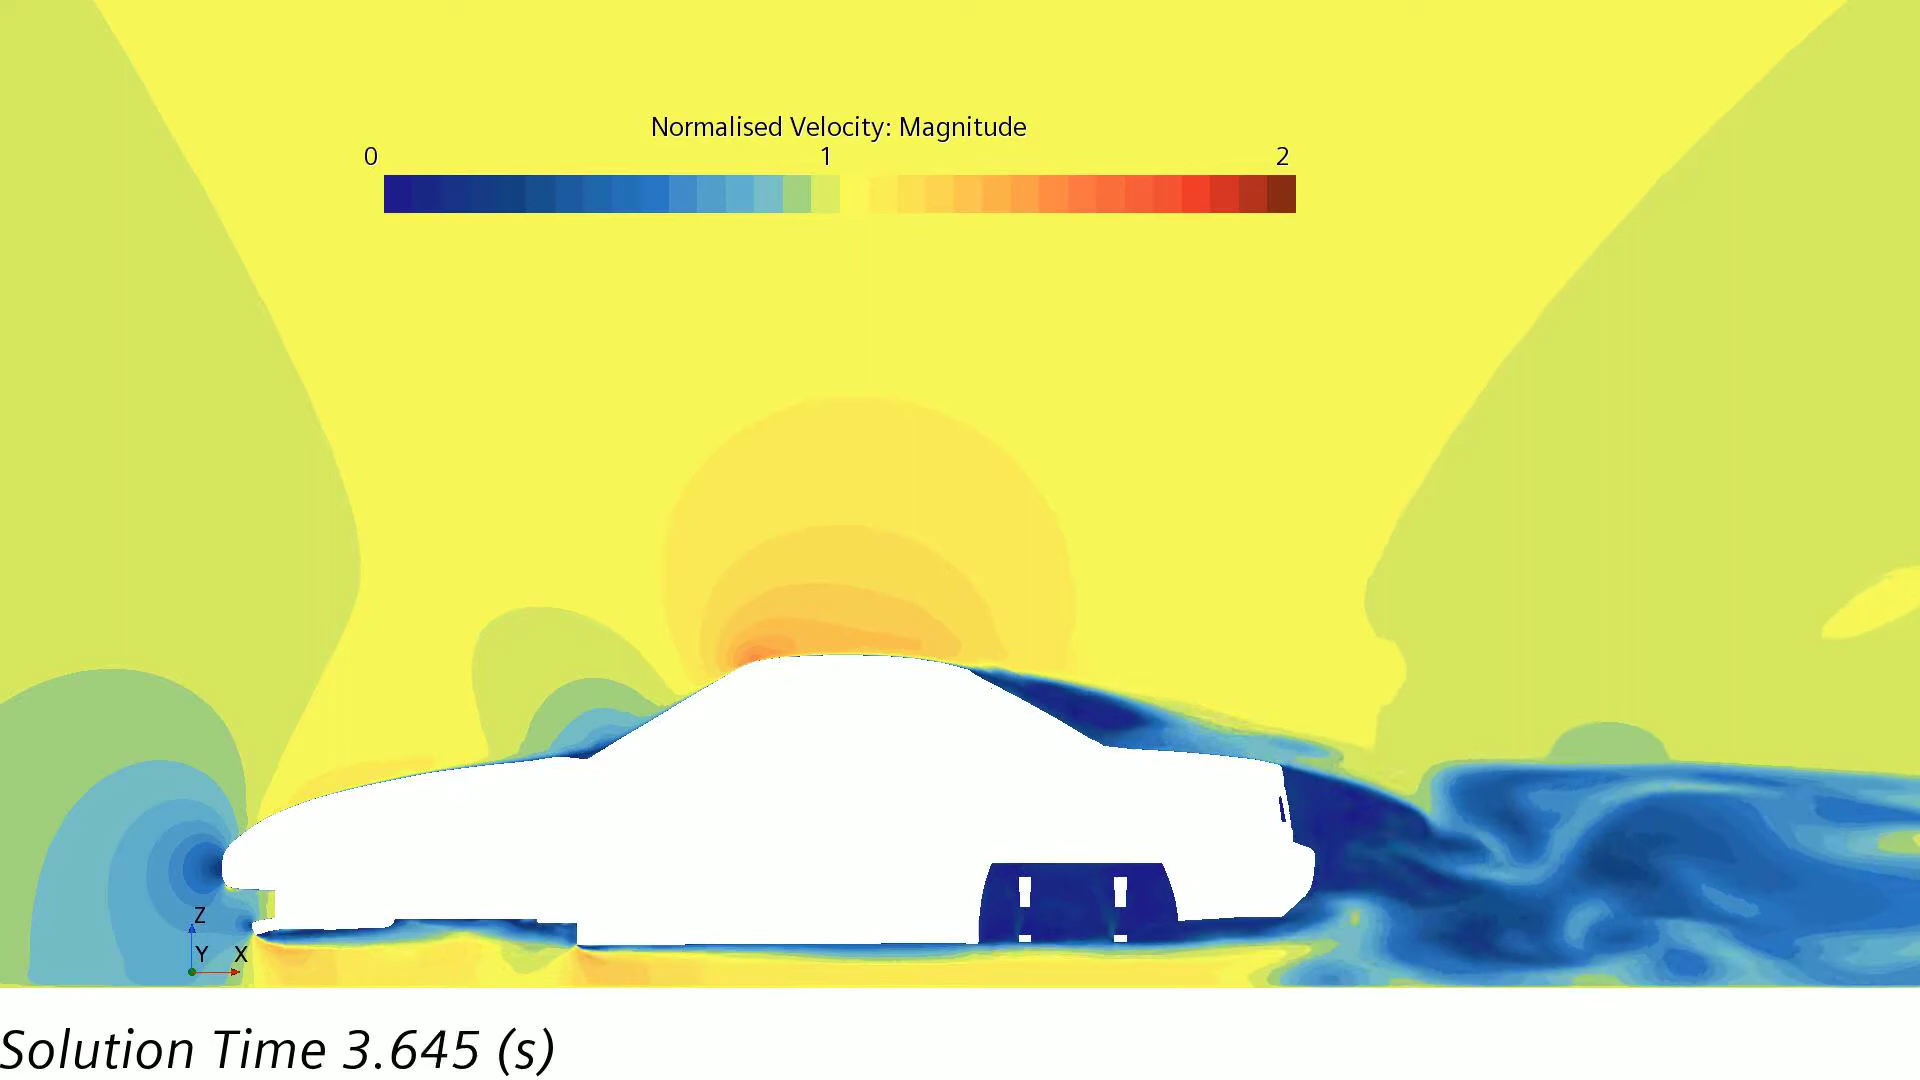 Normalised Velocity: Magnitude
0 1 2
Z
Y X
Solution Time 3.645 (s)